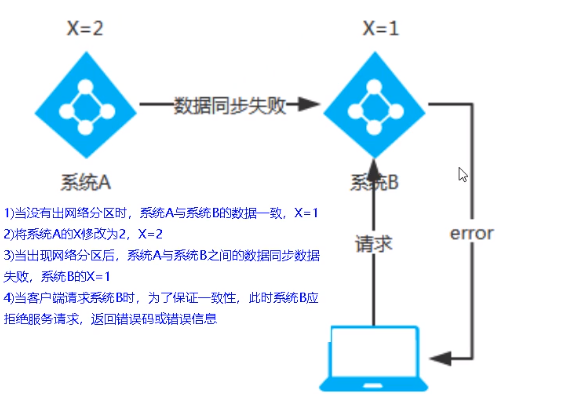 X=2
X=1
数据同步失败
系统A
系统B
1)当没有出网络分区时，系统A与系统B的数据一致，X=1
2)将系统A的X修改为2，X=2
3)当出现网络分区后，系统A与系统B之间的数据同步数据
失败，系统B的X=1
4)当客户端请求系统B时，为了保证一致性，此时系统B应
拒绝服务请求，返回错误码或错误信息
请求
error